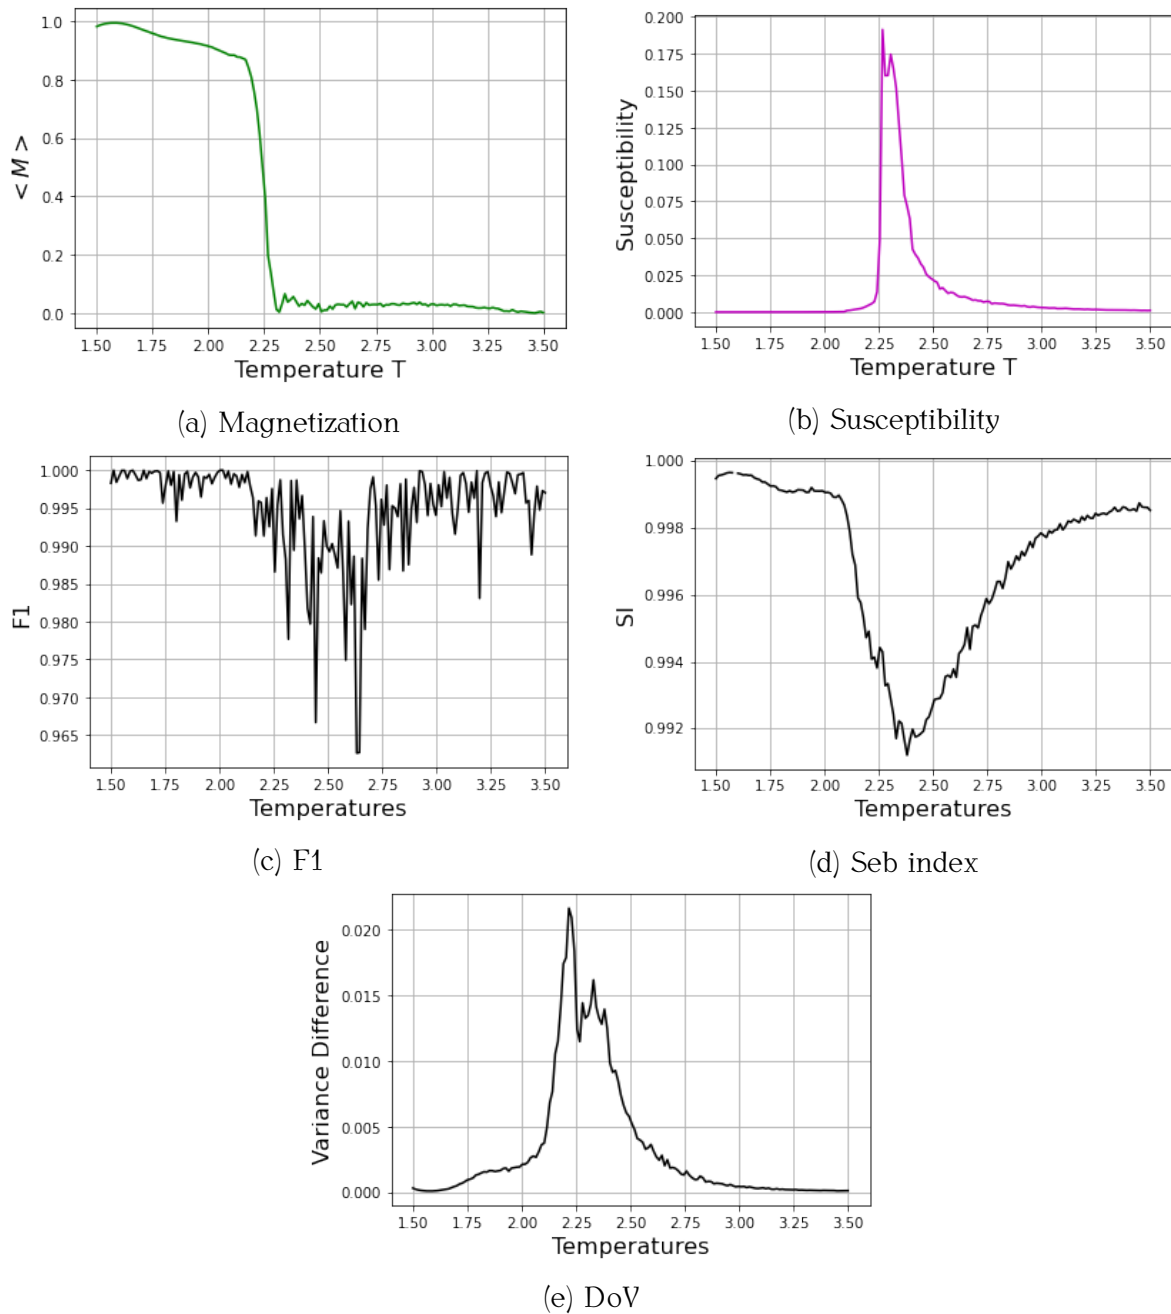 1.0
0.8
0.6
0.4
0.2
0.0
< M >
1.50 1.75 2.00 2.25 2.50 2.75 3.00 3.25 3.50
Temperature T
(a) Magnetization
0.200
0.175
0.150
0.125
0.100
0.075
0.050
0.025
0.000
Susceptibility
1.50 1.75 2.00 2.25 2.50 2.75 3.00 3.25 3.50
Temperature T
(b) Susceptibility
1.000
0.995
0.990
0.985
0.980
0.975
0.970
0.965
F1
1.50 1.75 2.00 2.25 2.50 2.75 3.00 3.25 3.50
Temperatures
(c) F1
1.000
0.998
0.996
0.994
0.992
SI
1.50 1.75 2.00 2.25 2.50 2.75 3.00 3.25 3.50
Temperatures
(d) Seb index
0.020
0.015
0.010
0.005
0.000
Variance Difference
1.50 1.75 2.00 2.25 2.50 2.75 3.00 3.25 3.50
Temperatures
(e) DoV